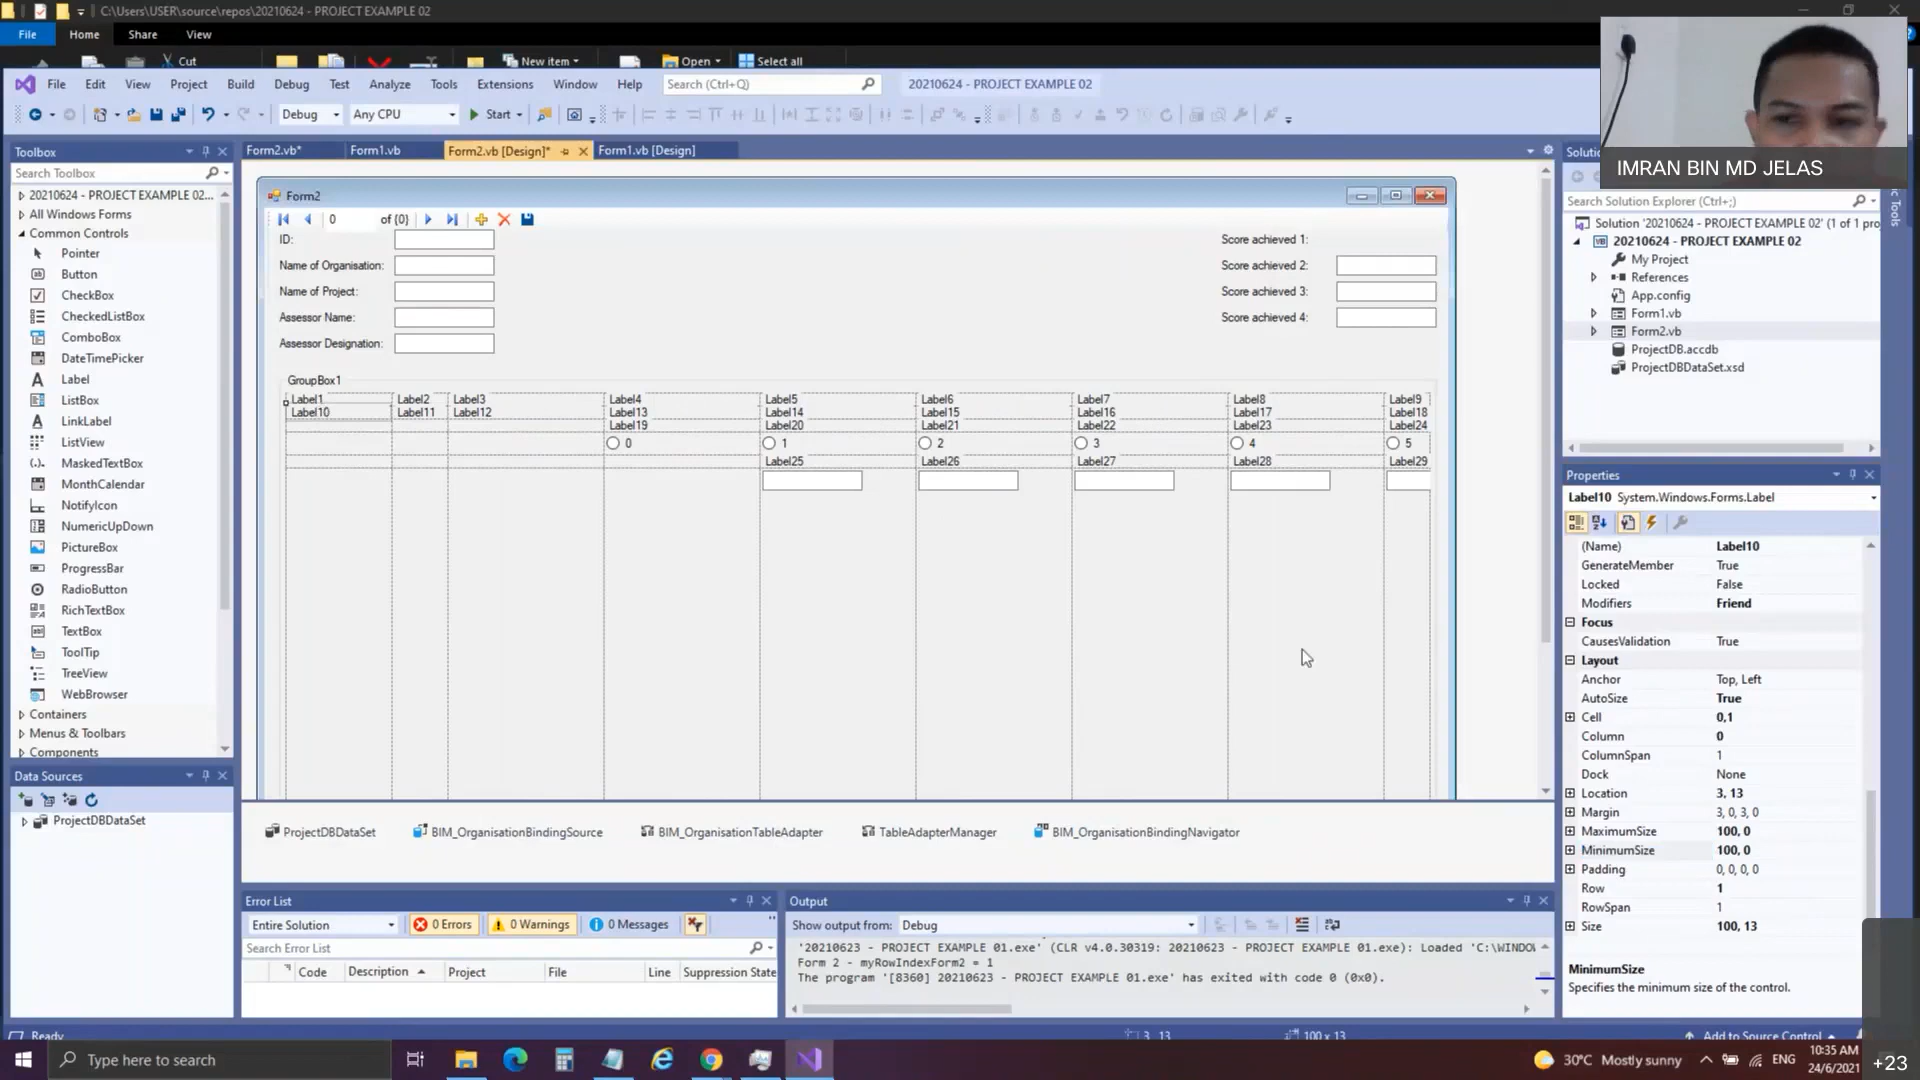 C:\Users\USER\source\repos\20210624 - PROJECT EXAMPLE 02
File Home Share View
Cut New item Open Select all
File Edit View Project Build Debug Test Analyze Tools Extensions Window Help Search (Ctrl+Q) 20210624 - PROJECT EXAMPLE 02
Debug Any CPU Start
IMRAN BIN MD JELAS
Toolbox
Search Toolbox
20210624 - PROJECT EXAMPLE 02...
All Windows Forms
Common Controls
Pointer
Button
CheckBox
CheckedListBox
ComboBox
DateTimePicker
Label
ListBox
LinkLabel
ListView
MaskedTextBox
MonthCalendar
NotifyIcon
NumericUpDown
PictureBox
ProgressBar
RadioButton
RichTextBox
TextBox
ToolTip
TreeView
WebBrowser
Containers
Menus & Toolbars
Components
Data Sources
ProjectDBDataSet
Form2.vb* Form1.vb Form2.vb [Design]* Form1.vb [Design]
Form2
0 of {0}
ID: Score achieved 1:
Name of Organisation: Score achieved 2:
Name of Project: Score achieved 3:
Assessor Name: Score achieved 4:
Assessor Designation:
GroupBox1
Label1 Label2 Label3 Label4 Label5 Label6 Label7 Label8 Label9
Label10 Label11 Label12 Label13 Label14 Label15 Label16 Label17 Label18
Label19 Label20 Label21 Label22 Label23 Label24
0 1 2 3 4 5
Label25 Label26 Label27 Label28 Label29
ProjectDBDataSet BIM_OrganisationBindingSource BIM_OrganisationTableAdapter TableAdapterManager BIM_OrganisationBindingNavigator
Error List
Entire Solution 0 Errors 0 Warnings 0 Messages
Search Error List
Code Description Project File Line Suppression State
Output
Show output from: Debug
'20210623 - PROJECT EXAMPLE 01.exe' (CLR v4.0.30319: 20210623 - PROJECT EXAMPLE 01.exe): Loaded 'C:\WINDOW
Form 2 - myRowIndexForm2 = 1
The program '[8360] 20210623 - PROJECT EXAMPLE 01.exe' has exited with code 0 (0x0).
Solutio
Search Solution Explorer (Ctrl+;)
Solution '20210624 - PROJECT EXAMPLE 02' (1 of 1 proj
20210624 - PROJECT EXAMPLE 02
My Project
References
App.config
Form1.vb
Form2.vb
ProjectDB.accdb
ProjectDBDataSet.xsd
Properties
Label10 System.Windows.Forms.Label
(Name) Label10
GenerateMember True
Locked False
Modifiers Friend
Focus
CausesValidation True
Layout
Anchor Top, Left
AutoSize True
Cell 0,1
Column 0
ColumnSpan 1
Dock None
Location 3, 13
Margin 3, 0, 3, 0
MaximumSize 100, 0
MinimumSize 100, 0
Padding 0, 0, 0, 0
Row 1
RowSpan 1
Size 100, 13
MinimumSize
Specifies the minimum size of the control.
Ready 3, 13 100 x 13 Add to Source Control
Type here to search 30°C Mostly sunny ENG 10:35 AM
24/6/2021
+23